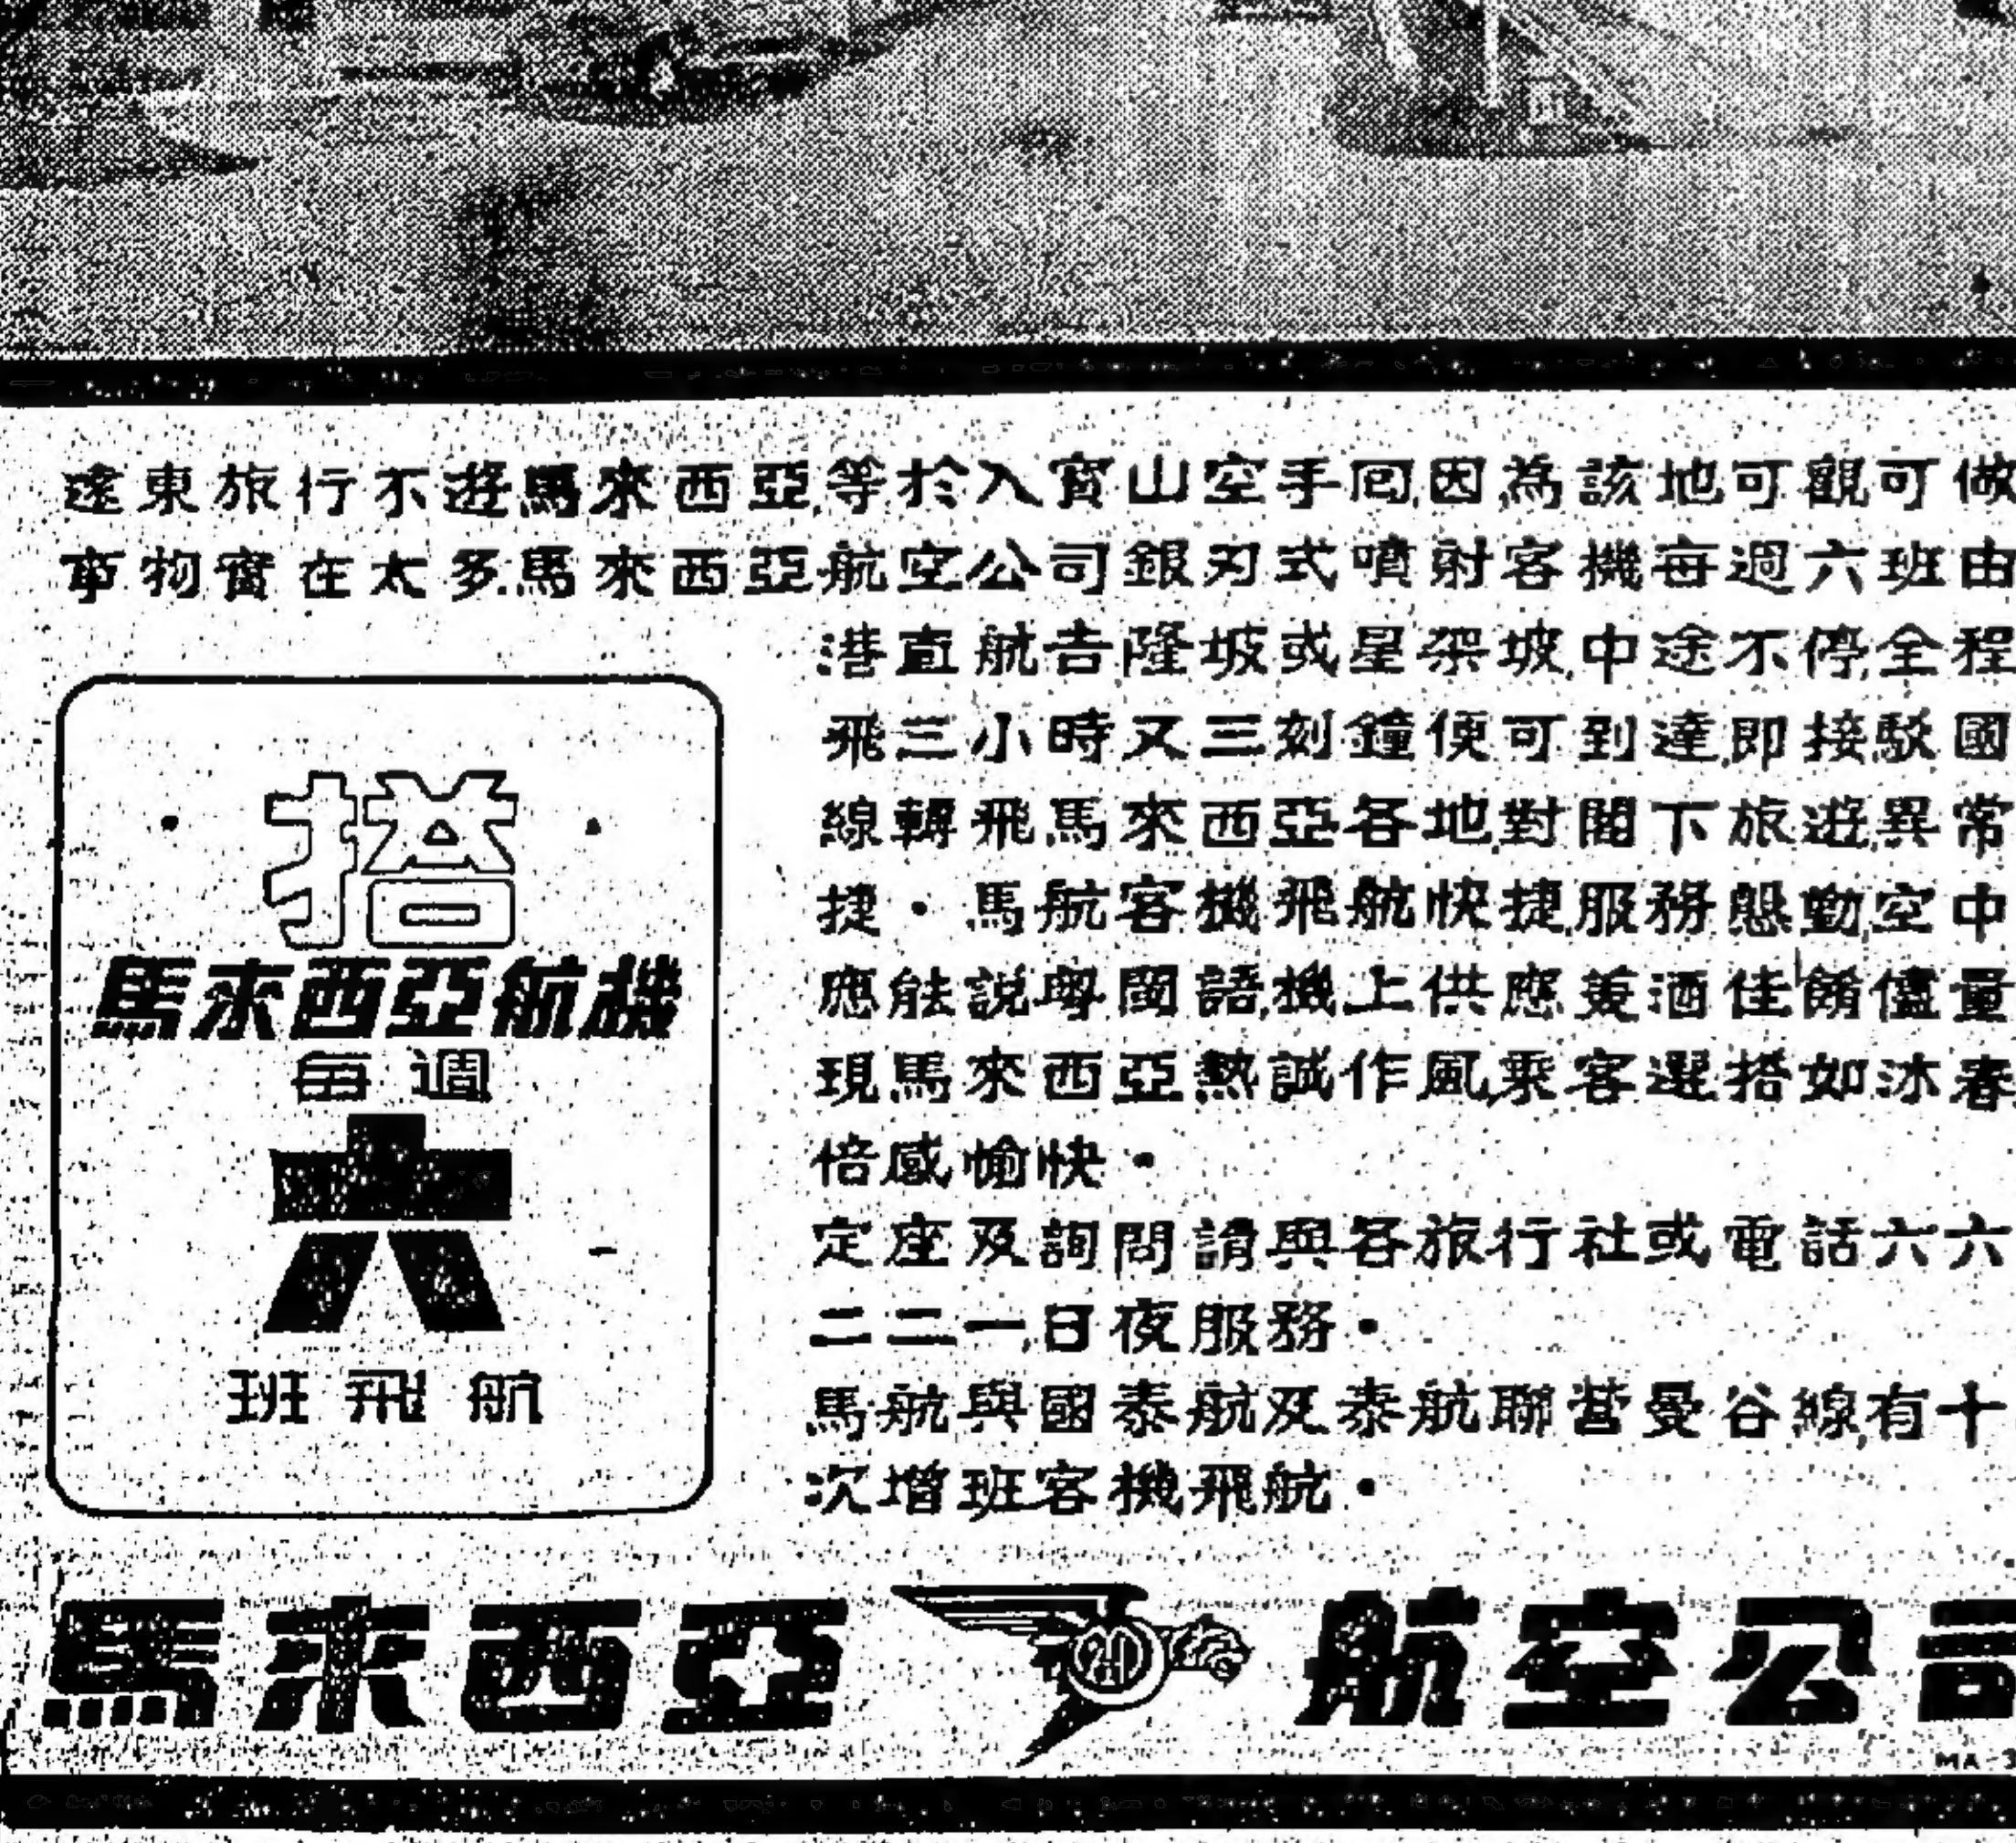 遠東旅行不遊馬來西亞,等於入寳山空手囘,因為該地可觀可做
事物實在太多.馬來西亞航空公司銀刃式噴射客機每週六班由
港直航吉隆坡或星架坡,中途不停,全程
飛三小時又三刻鐘便可到達,即接駁國
線轉飛馬來西亞各地,對閣下旅遊,異常
捷·馬航客機飛航快捷,服務慇勤,空中
應能説粵閩語,機上供應美酒佳餚,儘量
現馬來西亞熱誠作風,乘客選搭如沐春
倍感愉快·
定座及詢問請與各旅行社或電話六六
二二一,日夜服務·
馬航與國泰航及泰航聯營曼谷線,有十
次增班客機飛航·
·搭·
馬來西亞航機
每週
六
班飛航
馬來西亞航空公司
MA-